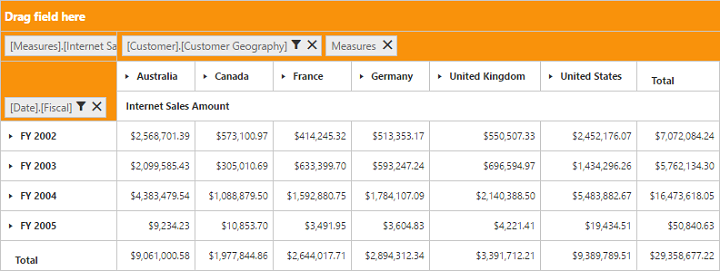 Drag field here
[Measures].[Internet Sa [Customer].[Customer Geography] Measures
Australia Canada France Germany United Kingdom United States Total
[Date].[Fiscal] Internet Sales Amount
FY 2002 $2,568,701.39 $573,100.97 $414,245.32 $513,353.17 $550,507.33 $2,452,176.07 $7,072,084.24
FY 2003 $2,099,585.43 $305,010.69 $633,399.70 $593,247.24 $696,594.97 $1,434,296.26 $5,762,134.30
FY 2004 $4,383,479.54 $1,088,879.50 $1,592,880.75 $1,784,107.09 $2,140,388.50 $5,483,882.67 $16,473,618.05
FY 2005 $9,234.23 $10,853.70 $3,491.95 $3,604.83 $4,221.41 $19,434.51 $50,840.63
Total $9,061,000.58 $1,977,844.86 $2,644,017.71 $2,894,312.34 $3,391,712.21 $9,389,789.51 $29,358,677.22